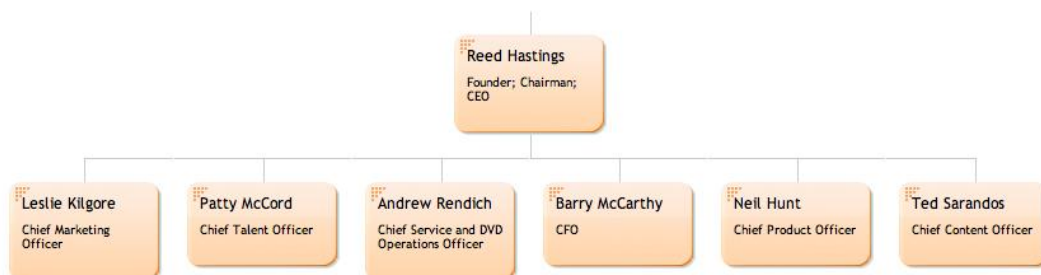 Reed Hastings
Founder; Chairman;
CEO
Leslie Kilgore
Chief Marketing
Officer
Patty McCord
Chief Talent Officer
Andrew Rendich
Chief Service and DVD
Operations Officer
Barry McCarthy
CFO
Neil Hunt
Chief Product Officer
Ted Sarandos
Chief Content Officer